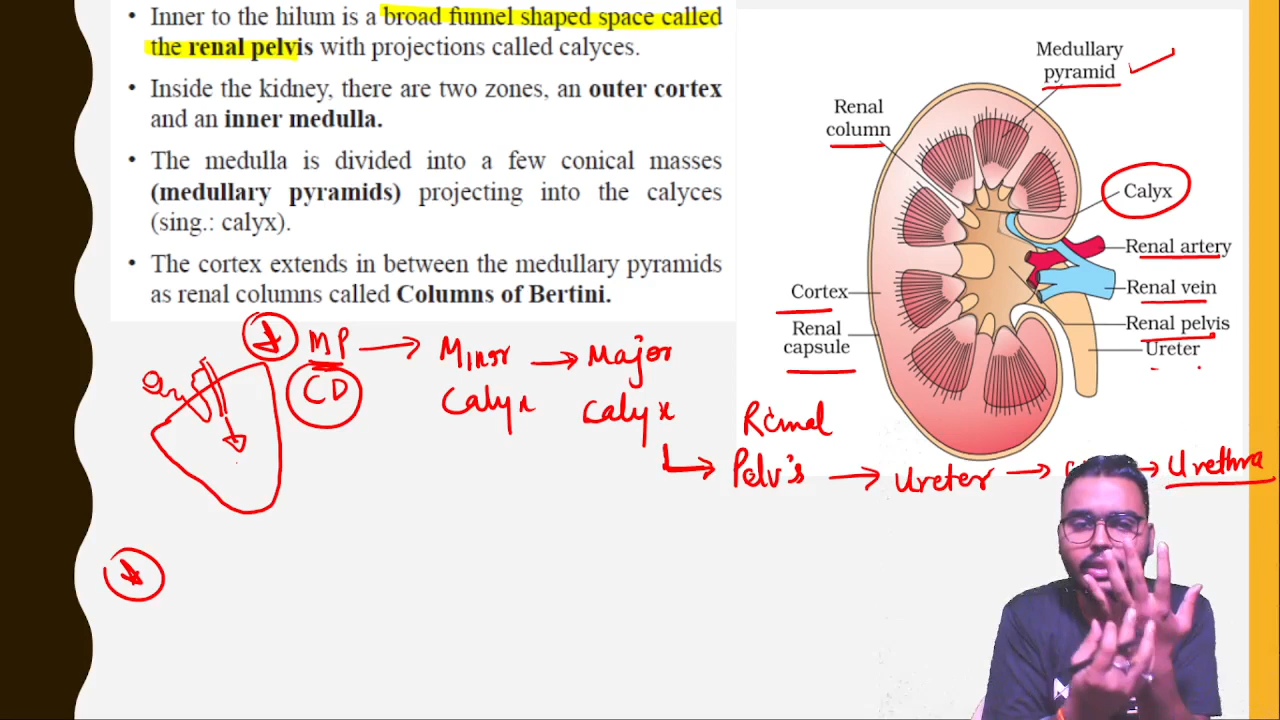 • Inner to the hilum is a broad funnel shaped space called
the renal pelvis with projections called calyces.
• Inside the kidney, there are two zones, an outer cortex
and an inner medulla.
• The medulla is divided into a few conical masses
(medullary pyramids) projecting into the calyces
(sing.: calyx).
• The cortex extends in between the medullary pyramids
as renal columns called Columns of Bertini.
Medullary
pyramid
Renal
column
Calyx
Renal artery
Renal vein
Cortex
Renal pelvis
Renal
capsule
Ureter
MP → Minor → Major
CD
Calyx
Calyx
Renal
Pelvis → Ureter →
→ Urethra